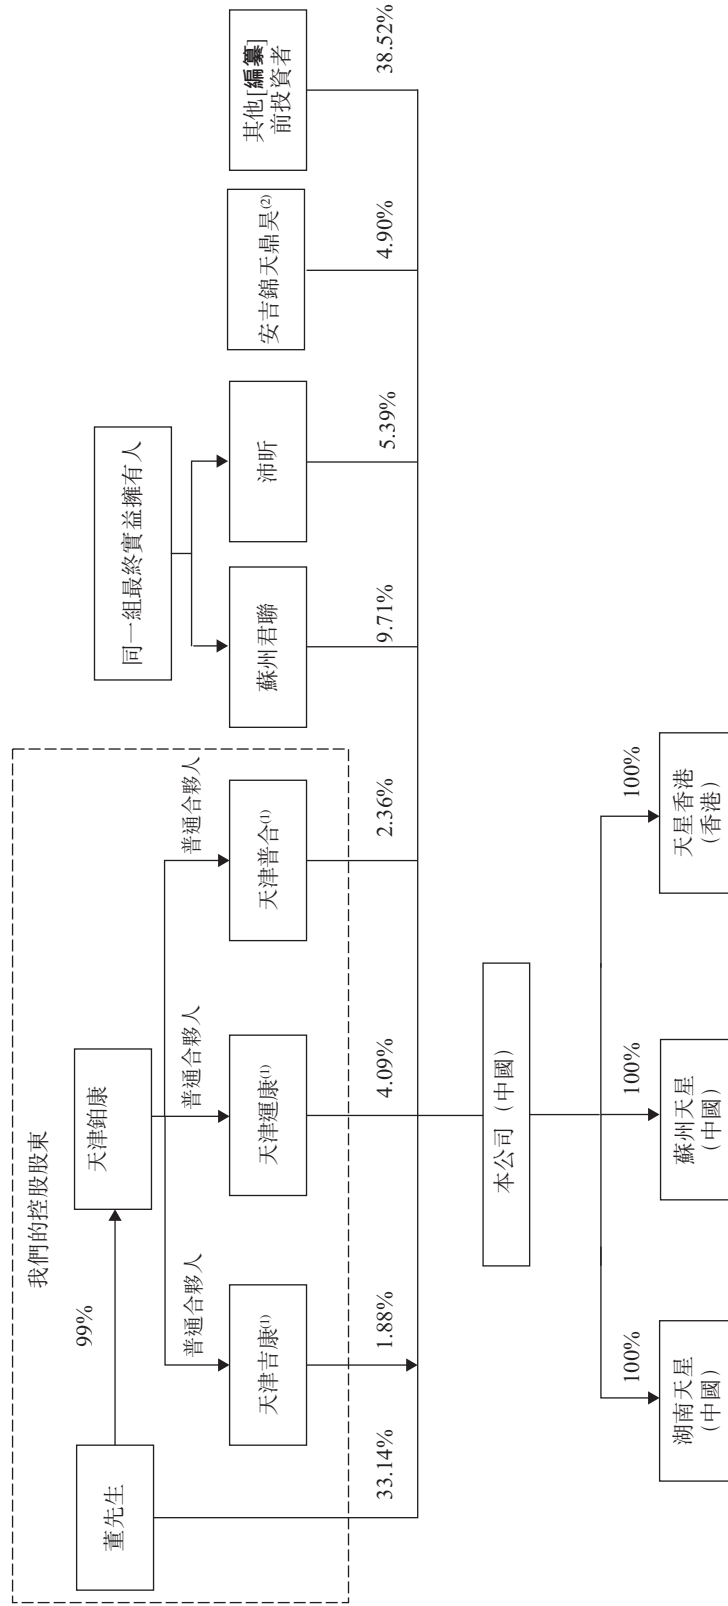 我們的控股股東
董先生
99%
天津鉑康
普通合夥人
普通合夥人
普通合夥人
同一組最終實益擁有人
天津吉康(1)
天津運康(1)
天津普合(1)
蘇州君聯
沛昕
安吉錦天鼎昊(2)
其他[編纂]
前投資者
33.14%
1.88%
4.09%
2.36%
9.71%
5.39%
4.90%
38.52%
本公司（中國）
100%
100%
100%
湖南天星
（中國）
蘇州天星
（中國）
天星香港
（香港）